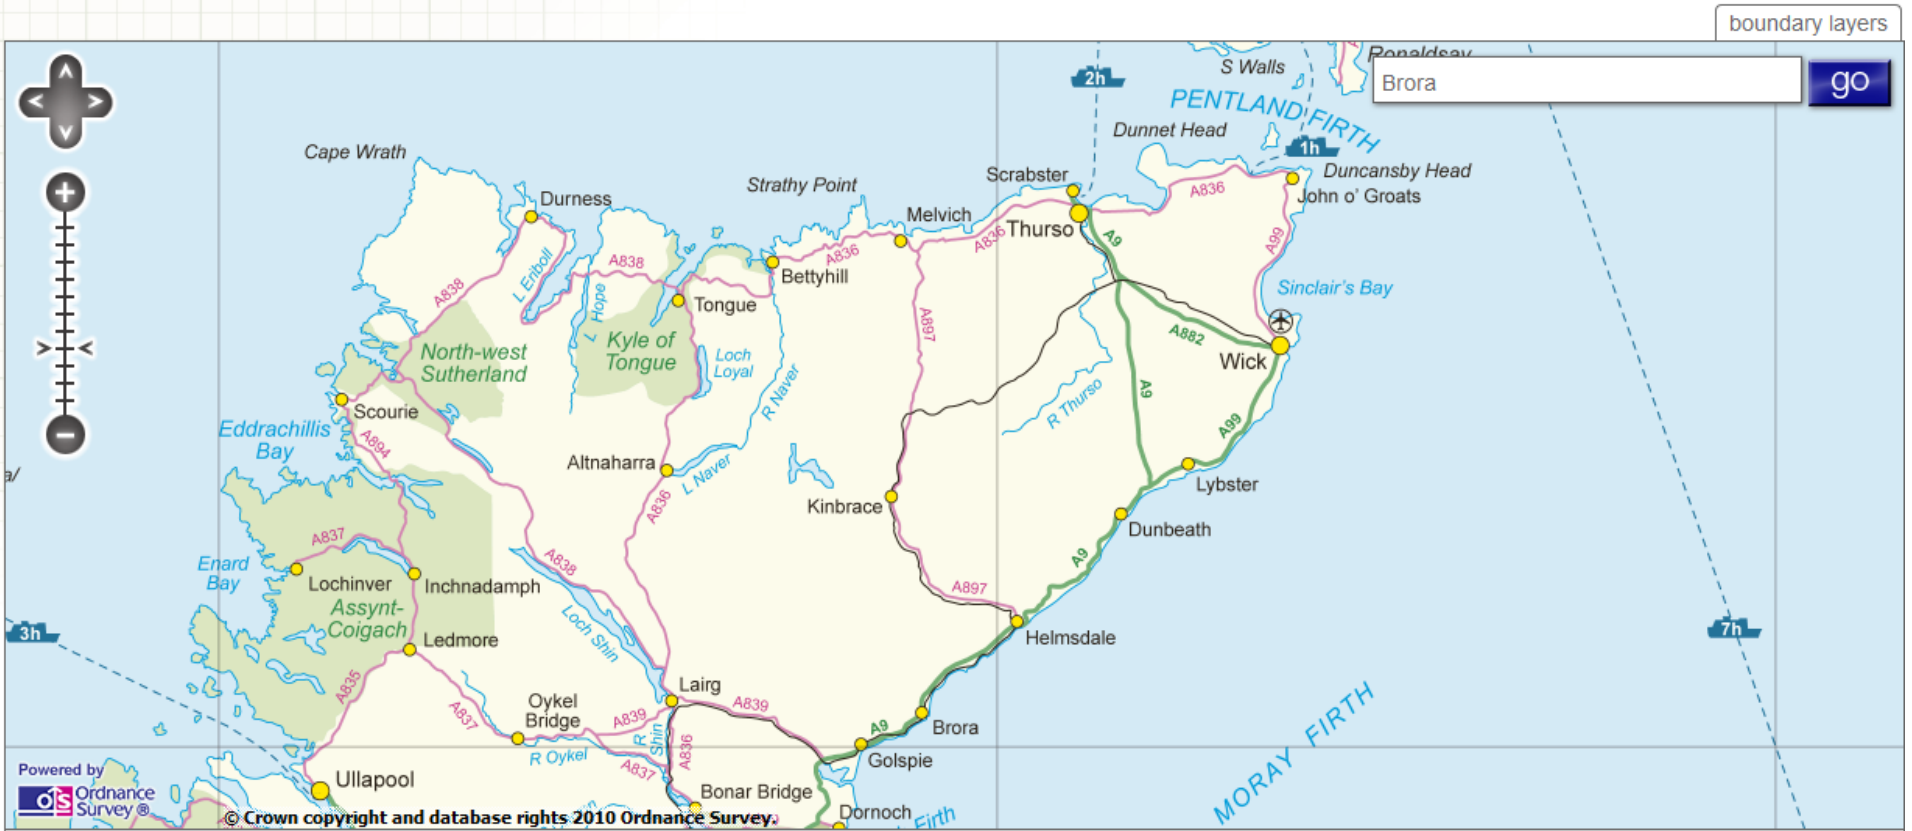 boundary layers
Ronaldsay
S Walls
2h
Brora
go
PENTLAND FIRTH
Dunnet Head
1h
Cape Wrath
Duncansby Head
Scrabster
Strathy Point
A836
John o' Groats
Durness
Melvich
Thurso
A836
A9
A99
A836
L Eriboll
A838
Bettyhill
Sinclair's Bay
A838
L Hope
Tongue
A897
A882
Kyle of
Tongue
North-west
Sutherland
Loch
Loyal
Wick
R Naver
A9
R Thurso
Scourie
A99
Eddrachillis
Bay
A894
Altnaharra
L Naver
a/
Lybster
Kinbrace
A836
Dunbeath
A837
A9
Enard
Bay
A838
Lochinver
Inchnadamph
A897
Assynt-
Coigach
Loch Shin
3h
7h
Ledmore
Helmsdale
A835
Lairg
Oykel
Bridge
A839
A839
A837
A9
Brora
R Shin
A836
R Oykel
A837
Golspie
MORAY FIRTH
Powered by
os Ordnance
Survey ®
Ullapool
Bonar Bridge
Dornoch
Firth
© Crown copyright and database rights 2010 Ordnance Survey.